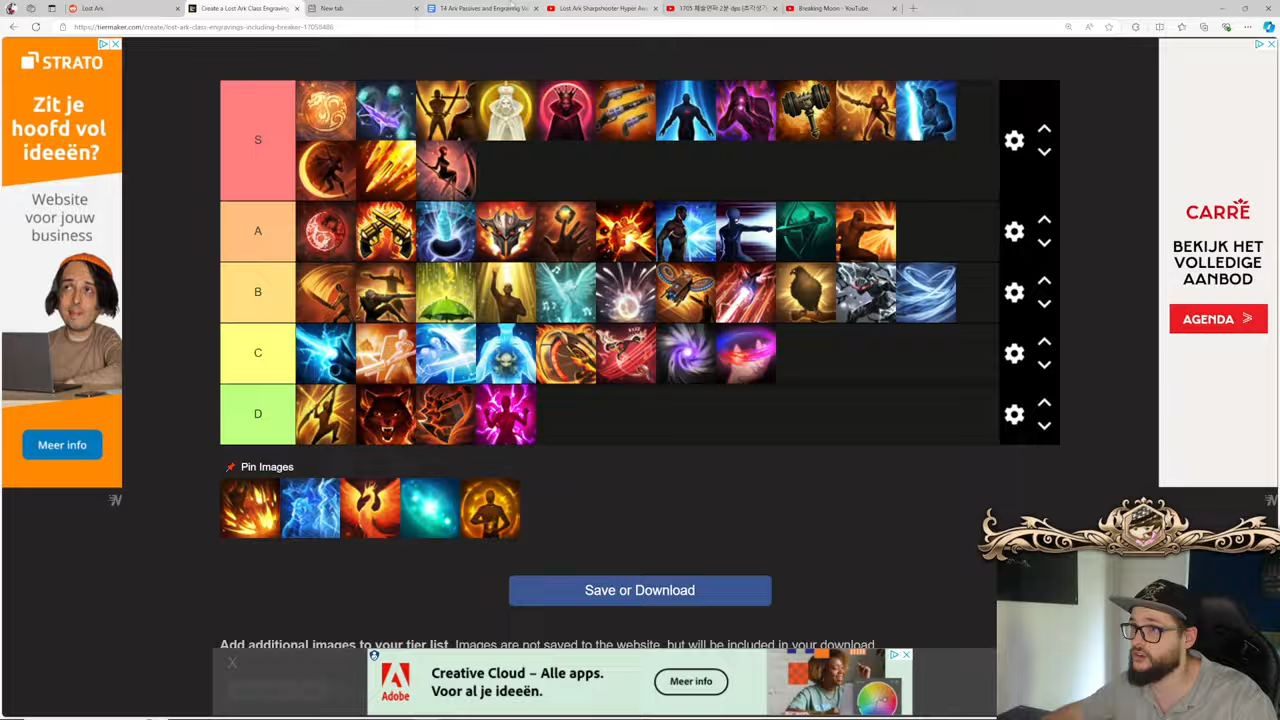 Lost Ark
Create a Lost Ark Class Engraving
New tab
T4 Ark Passives and Engraving Vo
Lost Ark Sharpshooter Hyper Awa
Breaking Moon - YouTube
https://tiermaker.com/create/lost-ark-class-engravings-including-breaker-17058486
STRATO
Zit je
hoofd vol
ideeën?
Website
voor jouw
business
Meer info
S
A
B
C
D
Pin Images
Save or Download
Add additional images to your tier list. Images are not saved to the website, but will be included in your download.
X
Adobe
Creative Cloud – Alle apps.
Voor al je ideeën.
Meer info
CARRÉ
BEKIJK HET
VOLLEDIGE
AANBOD
AGENDA >